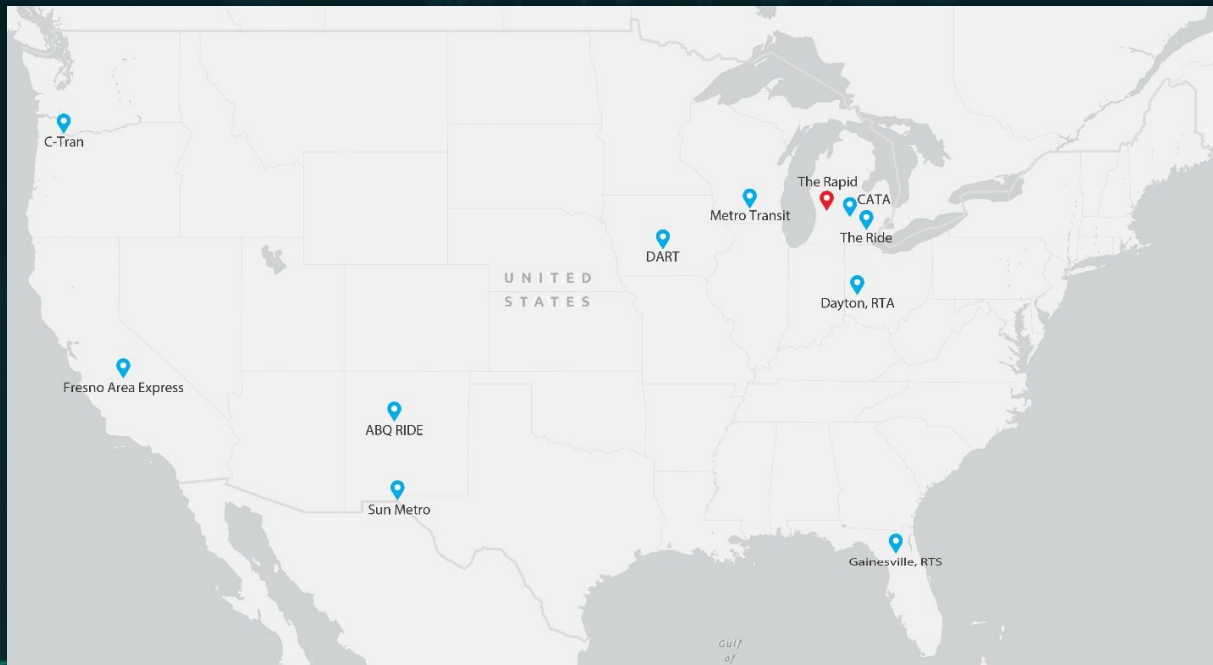 C-Tran
The Rapid
CATA
Metro Transit
The Ride
DART
UNITED
STATES
Dayton, RTA
Fresno Area Express
ABQ RIDE
Sun Metro
Gainesville, RTS
Gulf
of